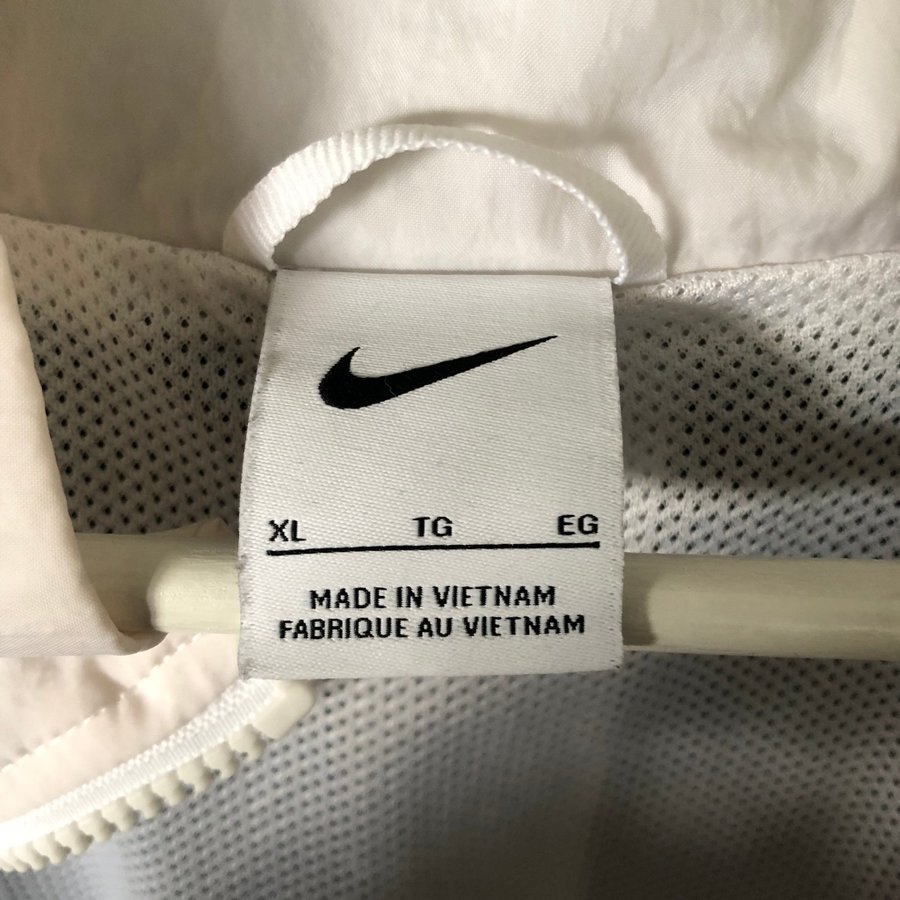 XL TG EG
MADE IN VIETNAM
FABRIQUE AU VIETNAM